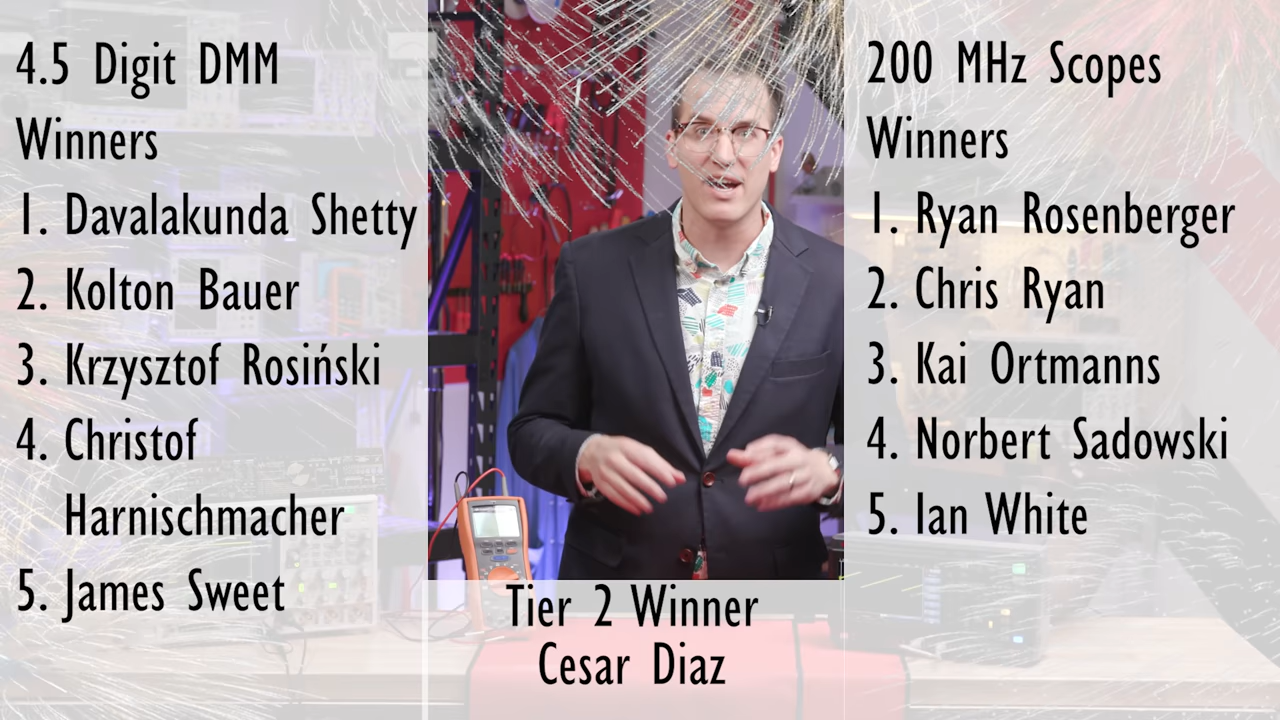 4.5 Digit DMM
Winners
1. Davalakunda Shetty
2. Kolton Bauer
3. Krzysztof Rosiński
4. Christof
Harnischmacher
5. James Sweet
Tier 2 Winner
Cesar Diaz
200 MHz Scopes
Winners
1. Ryan Rosenberger
2. Chris Ryan
3. Kai Ortmanns
4. Norbert Sadowski
5. Ian White